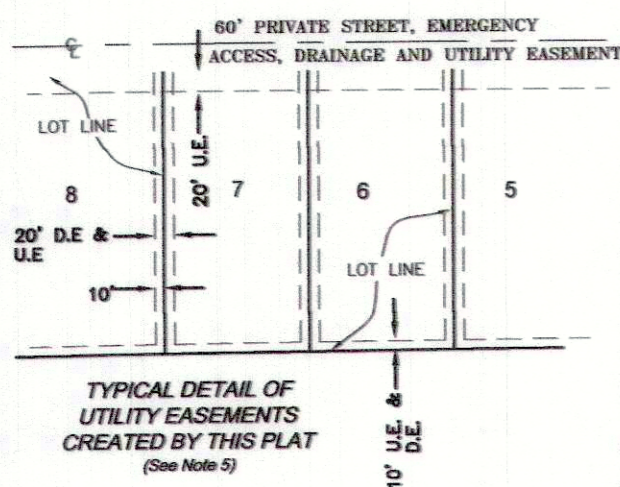 60' PRIVATE STREET, EMERGENCY
ACCESS, DRAINAGE AND UTILITY EASEMENT
℄
LOT LINE
20' U.E.
8
7
6
5
20' D.E &
U.E
LOT LINE
10'
TYPICAL DETAIL OF
UTILITY EASEMENTS
CREATED BY THIS PLAT
(See Note 5)
10' U.E. &
D.E.